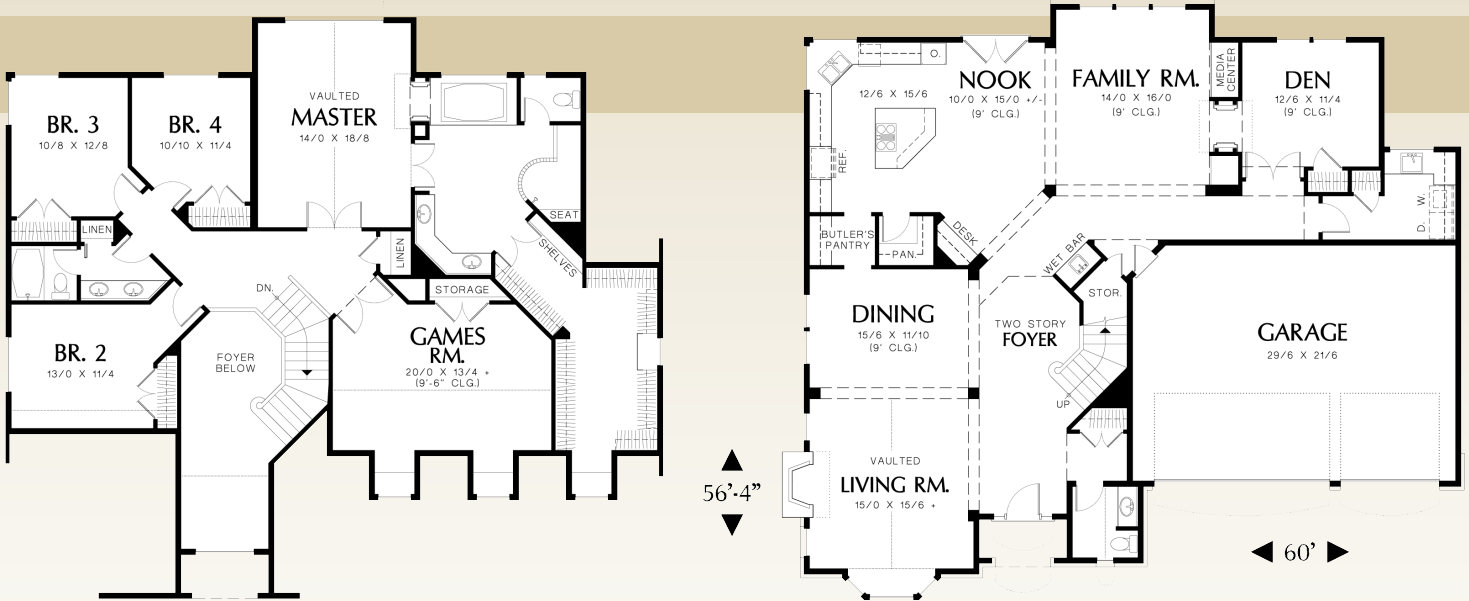 BR. 3
10/8 X 12/8
BR. 4
10/10 X 11/4
VAULTED
MASTER
14/0 X 18/8
LINEN
LINEN
SEAT
SHELVES
STORAGE
DN.
BR. 2
13/0 X 11/4
FOYER
BELOW
GAMES
RM.
20/0 X 13/4 +
(9'-6" CLG.)
56'-4"
12/6 X 15/6
NOOK
10/0 X 15/0 +/-
(9' CLG.)
FAMILY RM.
14/0 X 16/0
(9' CLG.)
MEDIA
CENTER
DEN
12/6 X 11/4
(9' CLG.)
REF.
BUTLER'S
PANTRY
PAN.
DESK
WET BAR
D. W.
STOR.
DINING
15/6 X 11/10
(9' CLG.)
TWO STORY
FOYER
UP
GARAGE
29/6 X 21/6
VAULTED
LIVING RM.
15/0 X 15/6 +
60'